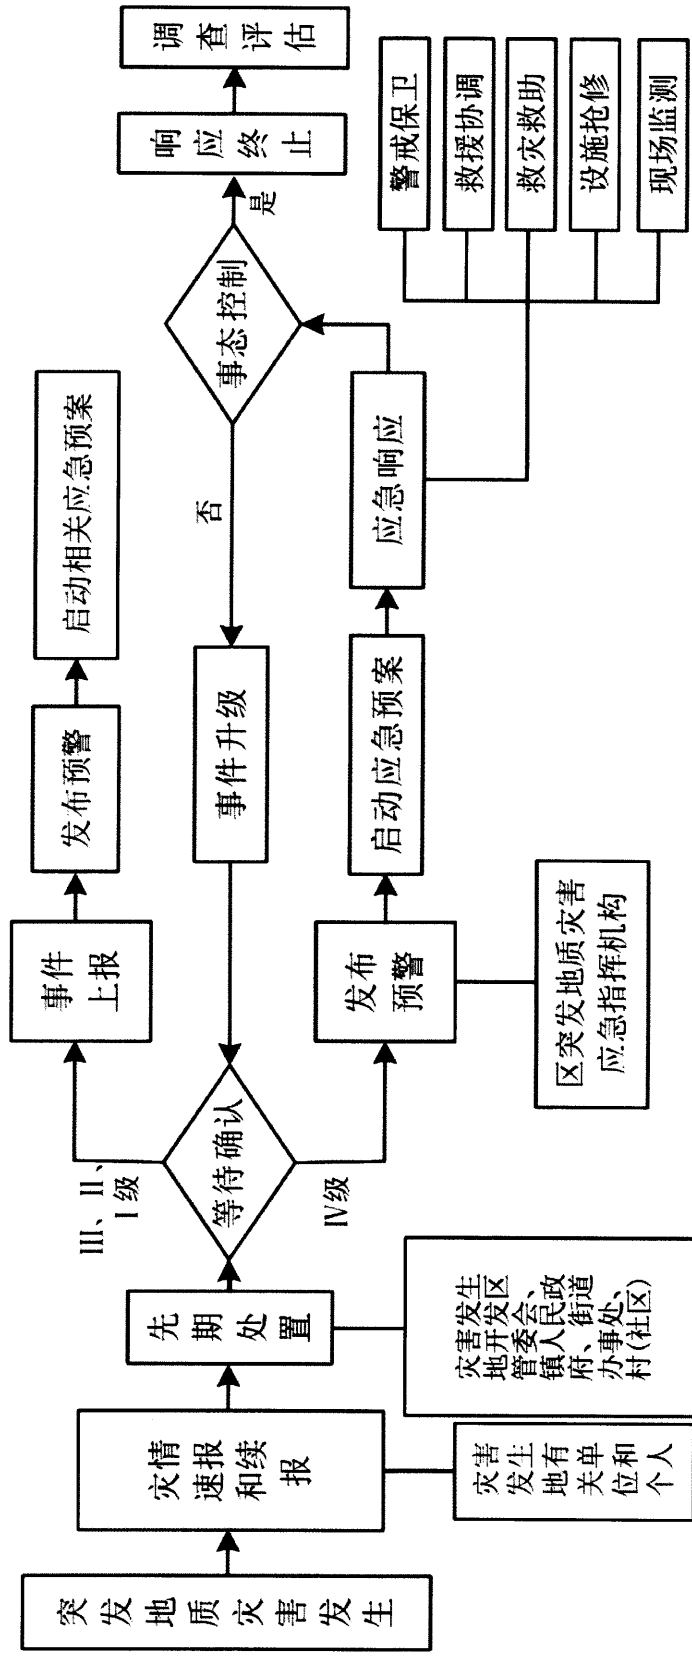 突发地质灾害发生
灾情
速报
和续
报
灾害
发生
地有
关单
位和
个人
先期处置
灾害发生
地开发区
管委会、
镇人民政
府、街道
办事处、
村(社区)
等待确认
III、II、
I级
IV级
事件
上报
发布预警
启动相关应急预案
发布
预警
区突发地质灾害
应急指挥机构
启动应急预案
应急响应
事件升级
否
事态控制
是
响应终止
调查评估
警戒保卫
救援协调
救灾救助
设施抢修
现场监测